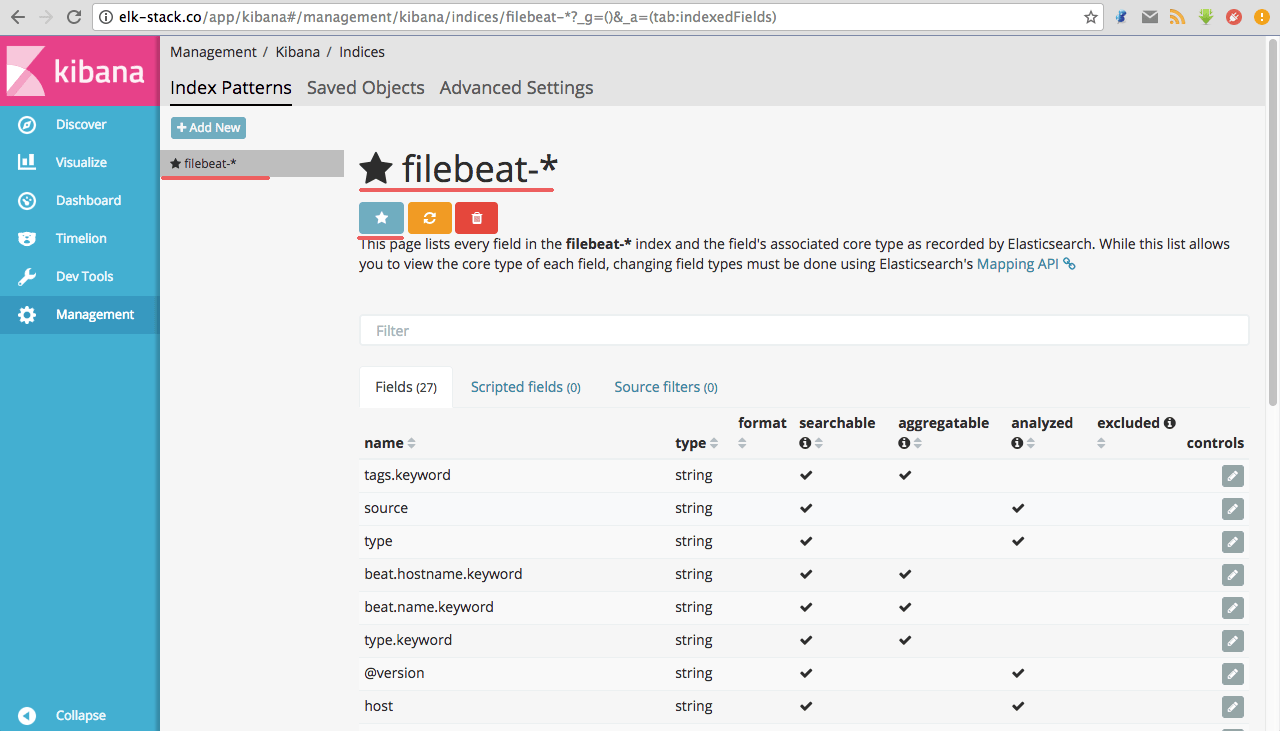 elk-stack.co/app/kibana#/management/kibana/indices/filebeat-*?_g=()&_a=(tab:indexedFields)
kibana
Discover
Visualize
Dashboard
Timelion
Dev Tools
Management
Collapse
Management / Kibana / Indices
Index Patterns Saved Objects Advanced Settings
Add New
filebeat-*
filebeat-*
This page lists every field in the filebeat-* index and the field's associated core type as recorded by Elasticsearch. While this list allows
you to view the core type of each field, changing field types must be done using Elasticsearch's Mapping API
Filter
Fields (27) Scripted fields (0) Source filters (0)
name type format searchable aggregatable analyzed excluded controls
tags.keyword string
source string
type string
beat.hostname.keyword string
beat.name.keyword string
type.keyword string
@version string
host string